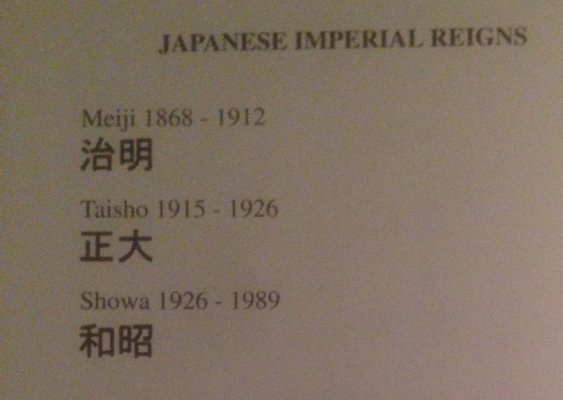 JAPANESE IMPERIAL REIGNS
Meiji 1868 - 1912
治明
Taisho 1915 - 1926
正大
Showa 1926 - 1989
和昭